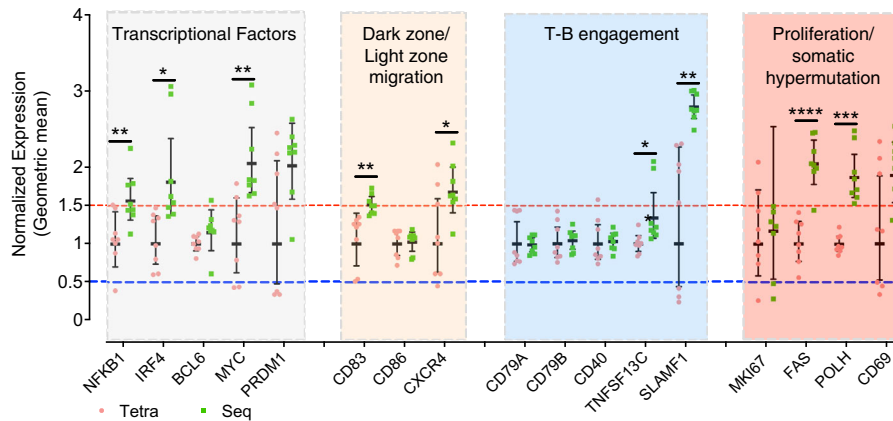 Transcriptional Factors
Dark zone/
Light zone
migration
T-B engagement
Proliferation/
somatic
hypermutation
Normalized Expression
(Geometric mean)
4
3
2
1.5
1
0.5
0
**
*
**
**
*
*
*
**
****
***
NFKB1
IRF4
BCL6
MYC
PRDM1
CD83
CD86
CXCR4
CD79A
CD79B
CD40
TNFSF13C
SLAMF1
MKI67
FAS
POLH
CD69
Tetra
Seq